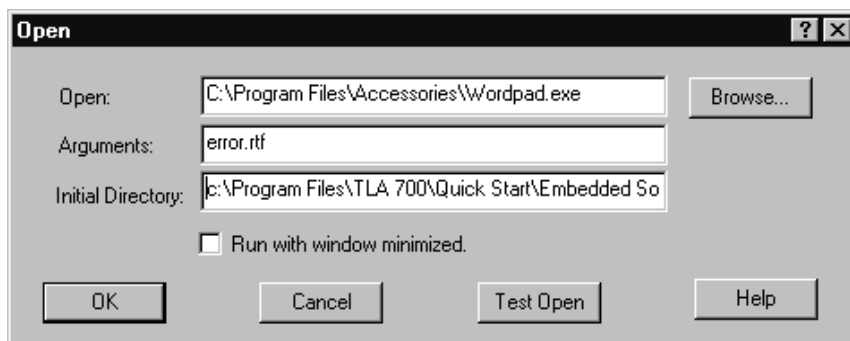 Open
Open: C:\Program Files\Accessories\Wordpad.exe Browse...
Arguments: error.rtf
Initial Directory: c:\Program Files\TLA 700\Quick Start\Embedded So
Run with window minimized.
OK Cancel Test Open Help